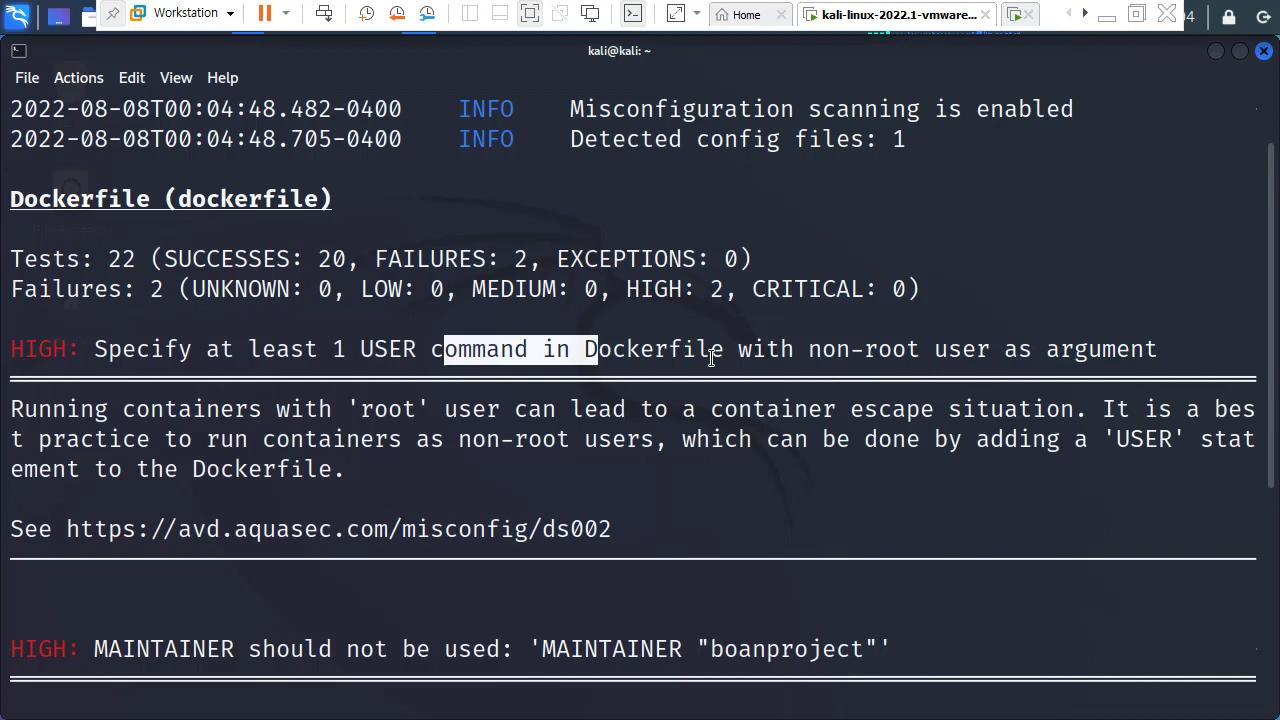 Workstation
Home
kali-linux-2022.1-vmware...
04
kali@kali: ~
File Actions Edit View Help
2022-08-08T00:04:48.482-0400 INFO Misconfiguration scanning is enabled
2022-08-08T00:04:48.705-0400 INFO Detected config files: 1
Dockerfile (dockerfile)
Tests: 22 (SUCCESSES: 20, FAILURES: 2, EXCEPTIONS: 0)
Failures: 2 (UNKNOWN: 0, LOW: 0, MEDIUM: 0, HIGH: 2, CRITICAL: 0)
HIGH: Specify at least 1 USER command in Dockerfile with non-root user as argument
Running containers with 'root' user can lead to a container escape situation. It is a bes
t practice to run containers as non-root users, which can be done by adding a 'USER' stat
ement to the Dockerfile.
See https://avd.aquasec.com/misconfig/ds002
HIGH: MAINTAINER should not be used: 'MAINTAINER "boanproject"'